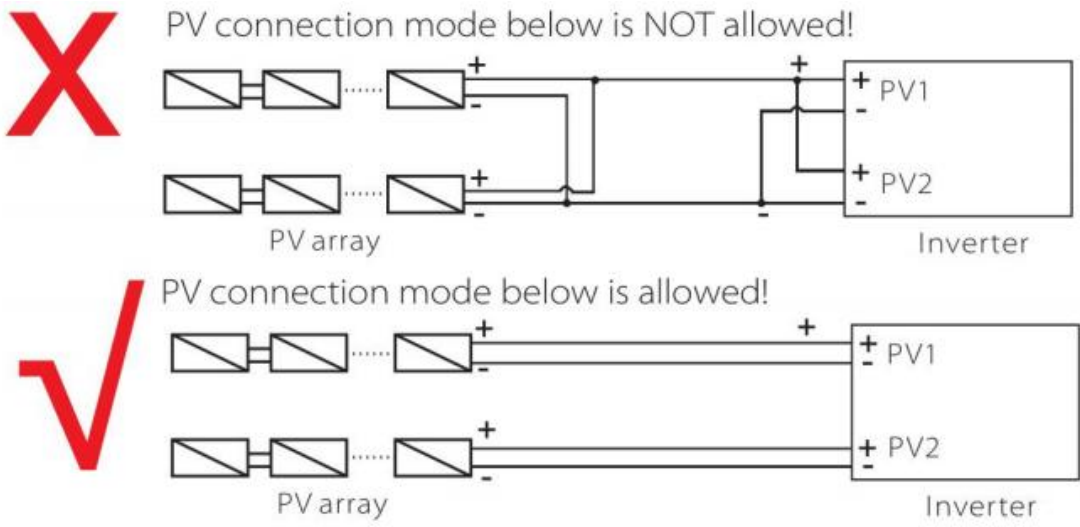 X
PV connection mode below is NOT allowed!
+ +
+ PV1
-
-
+
+ PV2
-
- -
PV array
Inverter
√
PV connection mode below is allowed!
+ +
+ PV1
-
-
+
+ PV2
-
-
PV array
Inverter